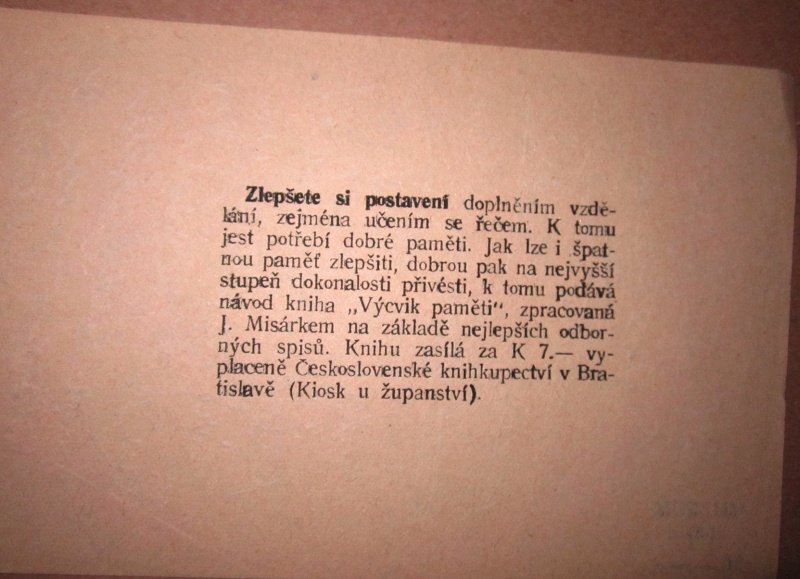 Zlepšete si postavení doplněním vzdě-
lání, zejména učením se řečem. K tomu
jest potřebí dobré paměti. Jak lze i špat-
nou paměť zlepšiti, dobrou pak na nejvyšší
stupeň dokonalosti přivésti, k tomu podává
návod kniha „Výcvik paměti“, zpracovaná
J. Misárkem na základě nejlepších odbor-
ných spisů. Knihu zasílá za K 7.— vy-
placeně Československé knihkupectví v Bra-
tislavě (Kiosk u županství).